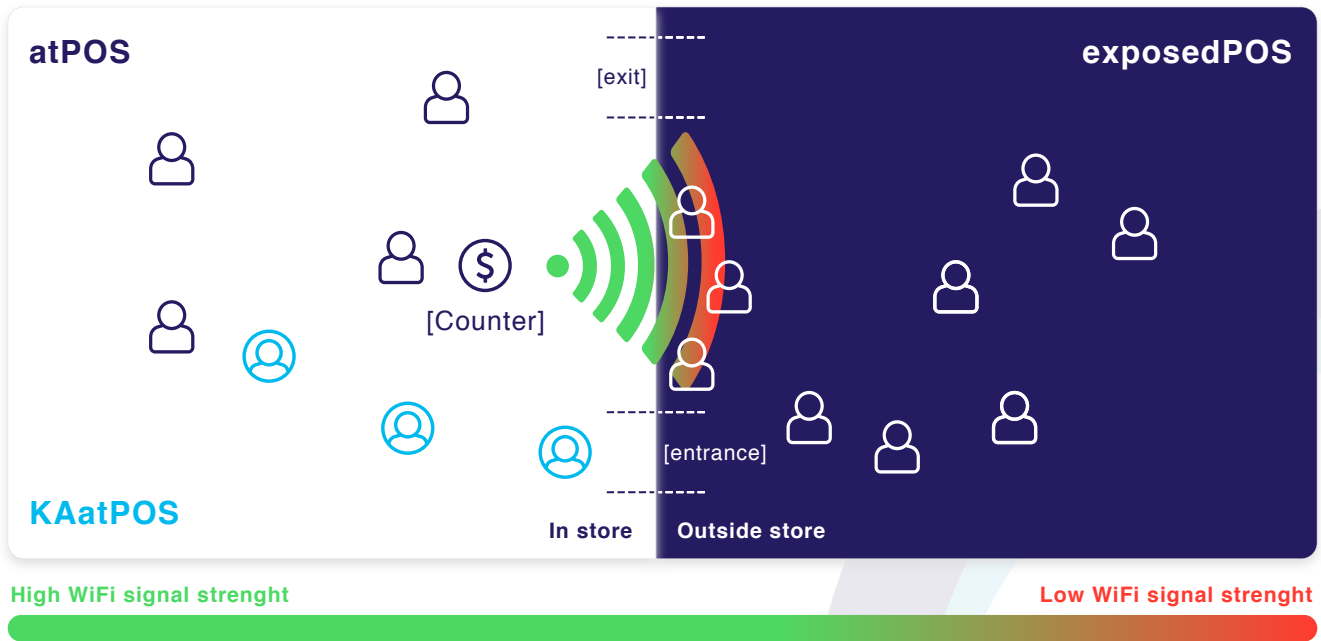 atPOS
exposedPOS
[exit]
$
[Counter]
[entrance]
KAatPOS
In store
Outside store
High WiFi signal strenght
Low WiFi signal strenght